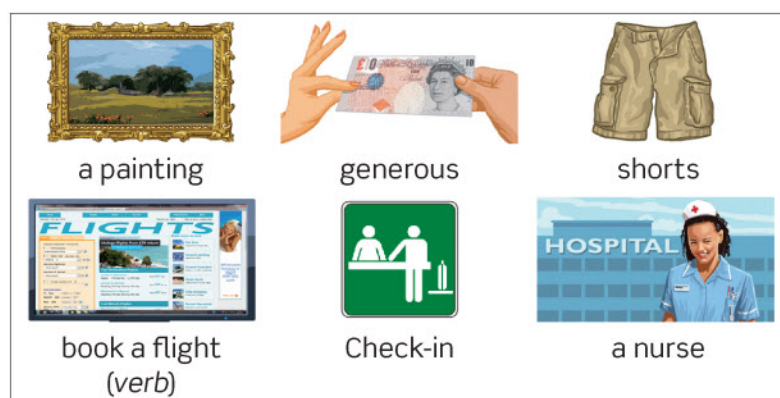 a painting
generous
shorts
FLIGHTS
HOSPITAL
book a flight
(verb)
Check-in
a nurse